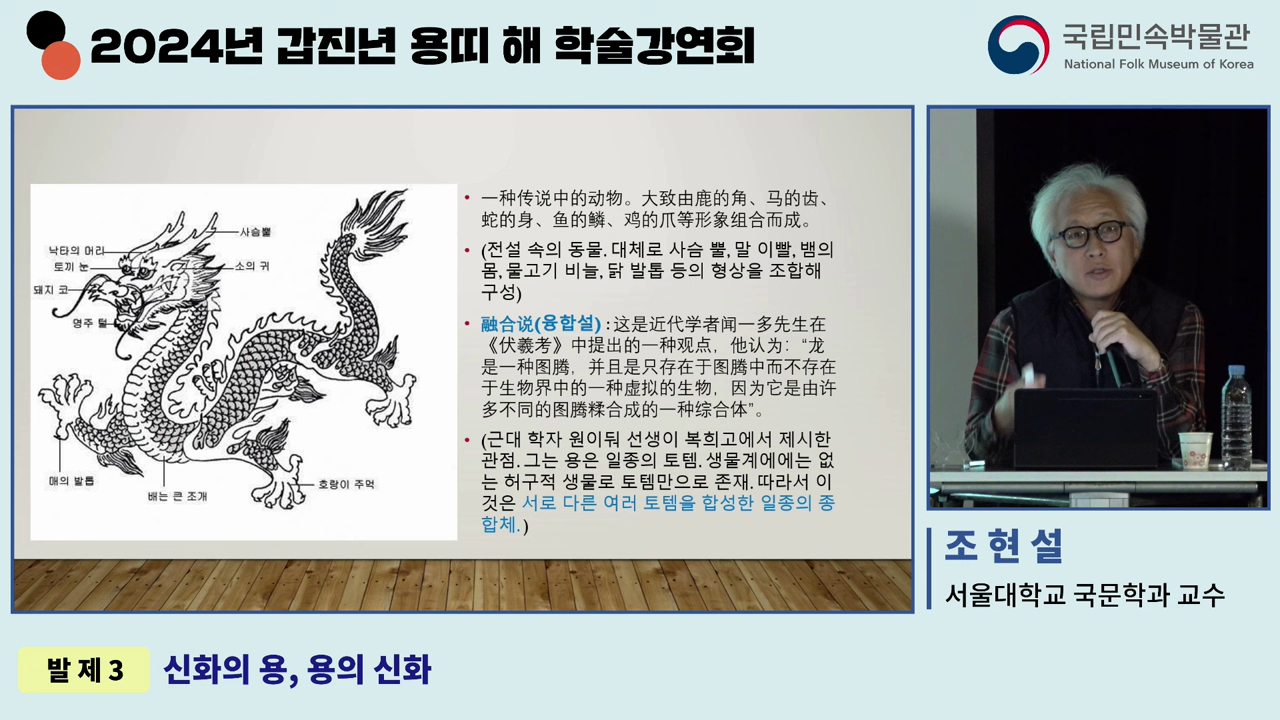 2024년 갑진년 용띠 해 학술강연회
국립민속박물관
National Folk Museum of Korea
사슴뿔
낙타의 머리
토끼 눈
소의 귀
돼지 코
명주 털
매의 발톱
배는 큰 조개
호랑이 주먹
• 一种传说中的动物。大致由鹿的角、马的齿、
蛇的身、鱼的鳞、鸡的爪等形象组合而成。
• (전설 속의 동물. 대체로 사슴 뿔, 말 이빨, 뱀의
몸, 물고기 비늘, 닭 발톱 등의 형상을 조합해
구성)
• 融合说(융합설) : 这是近代学者闻一多先生在
《伏羲考》中提出的一种观点，他认为：“龙
是一种图腾，并且是只存在于图腾中而不存在
于生物界中的一种虚拟的生物，因为它是由许
多不同的图腾糅合成的一种综合体”。
• (근대 학자 원이둬 선생이 복희고에서 제시한
관점. 그는 용은 일종의 토템. 생물계에에는 없
는 허구적 생물로 토템만으로 존재. 따라서 이
것은 서로 다른 여러 토템을 합성한 일종의 종
합체.)
조현설
서울대학교 국문학과 교수
발제 3
신화의 용, 용의 신화